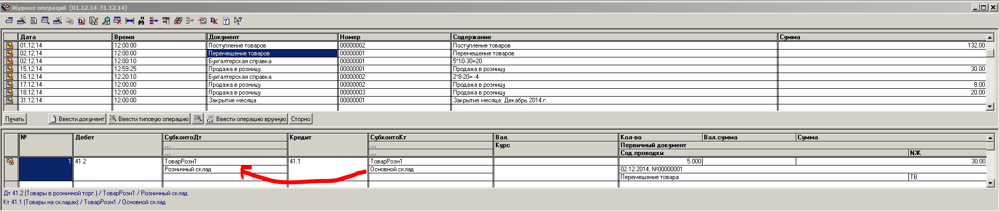 Журнал операций (01.12.14-31.12.14)
Дата Время Документ Номер Содержание Сумма
01.12.14 12:00:00 Поступление товаров 00000002 Поступление товаров 132.00
02.12.14 12:00:00 Перемещение товаров 00000001 Перемещение товаров
02.12.14 12:00:10 Бухгалтерская справка 00000001 5*10-30=20
15.12.14 12:59:25 Продажа в розницу 00000001 Продажа в розницу 30.00
16.12.14 12:20:10 Бухгалтерская справка 00000002 2*8-20= -4
17.12.14 12:00:00 Продажа в розницу 00000002 Продажа в розницу 8.00
18.12.14 12:00:00 Продажа в розницу 00000003 Продажа в розницу 20.00
31.12.14 12:00:00 Закрытие месяца 00000001 Закрытие месяца: Декабрь 2014 г.
Печать Ввести документ Ввести типовую операцию Ввести операцию вручную Сторно
№ Дебет СубконтоДт Кредит СубконтоКт Вал. Кол-во Вал.сумма Сумма
... ... Курс Первичный документ
... ... Сод.проводки NЖ
1 41.2 ТоварРозн1 41.1 ТоварРозн1 5.000 30.00
Розничный склад Основной склад 02.12.2014, №00000001
Перемещение товара ТВ
Дт 41.2 (Товары в розничной торг.) / ТоварРозн1 / Розничный склад
Кт 41.1 (Товары на складах) / ТоварРозн1 / Основной склад